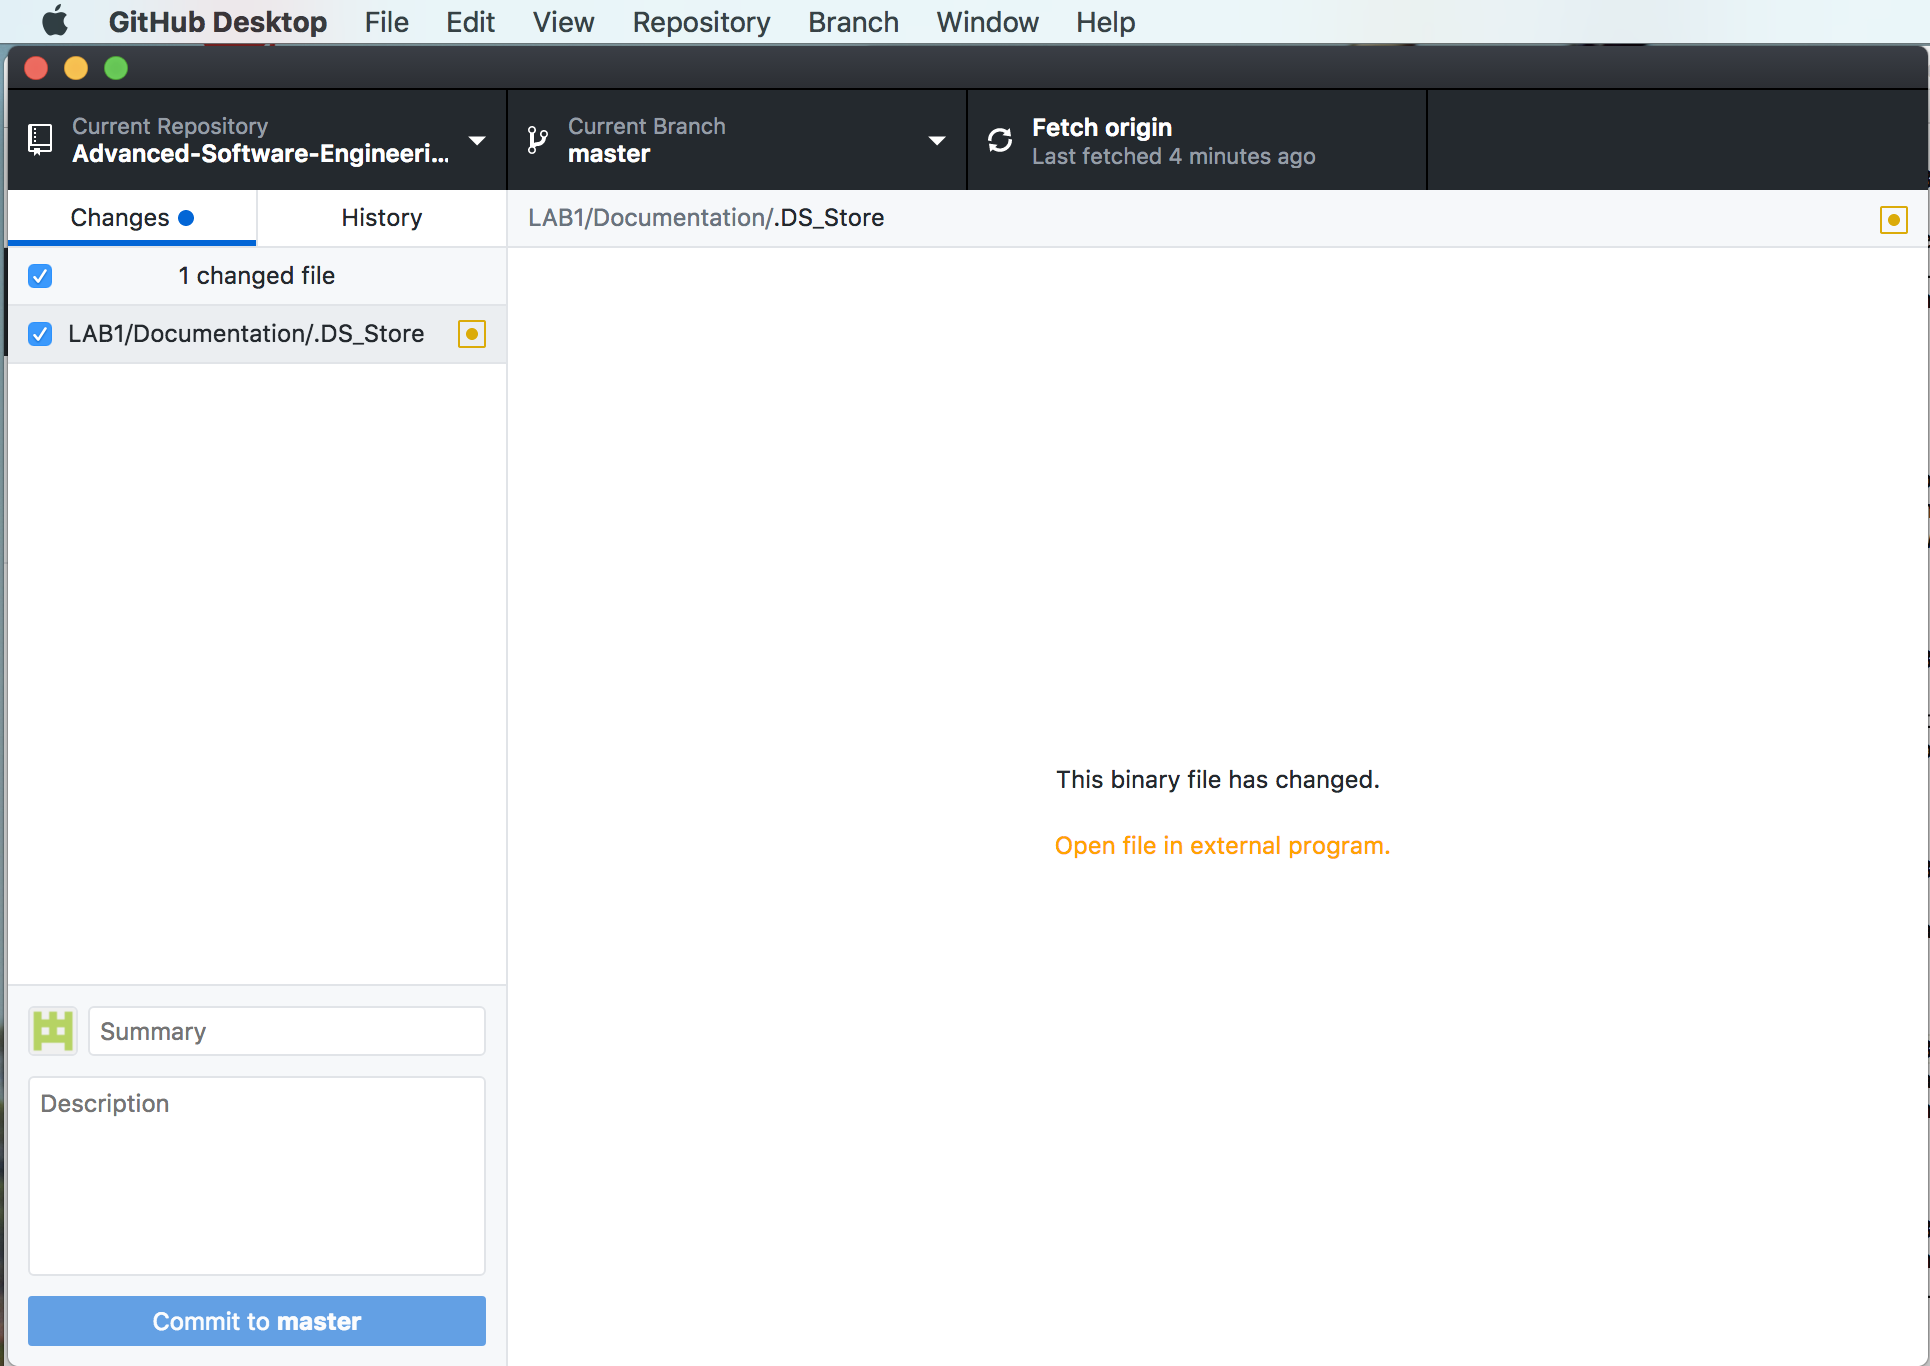 GitHub Desktop File Edit View Repository Branch Window Help
Current Repository
Advanced-Software-Engineeri...
Current Branch
master
Fetch origin
Last fetched 4 minutes ago
Changes
History
LAB1/Documentation/.DS_Store
1 changed file
LAB1/Documentation/.DS_Store
This binary file has changed.
Open file in external program.
Summary
Description
Commit to master